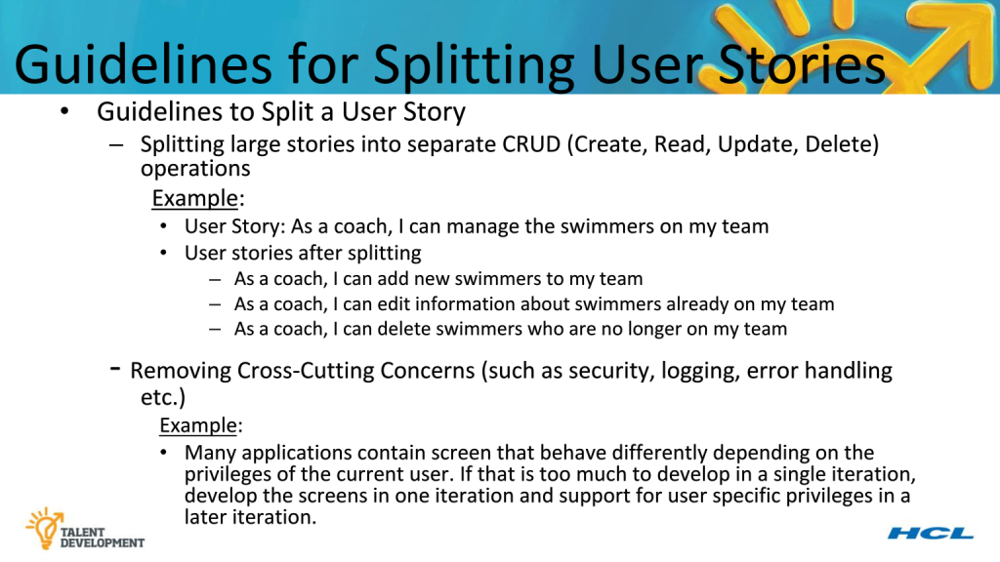 Guidelines for Splitting User Stories
• Guidelines to Split a User Story
– Splitting large stories into separate CRUD (Create, Read, Update, Delete)
operations
Example:
• User Story: As a coach, I can manage the swimmers on my team
• User stories after splitting
– As a coach, I can add new swimmers to my team
– As a coach, I can edit information about swimmers already on my team
– As a coach, I can delete swimmers who are no longer on my team
- Removing Cross-Cutting Concerns (such as security, logging, error handling
etc.)
Example:
• Many applications contain screen that behave differently depending on the
privileges of the current user. If that is too much to develop in a single iteration,
develop the screens in one iteration and support for user specific privileges in a
later iteration.
TALENT
DEVELOPMENT
HCL